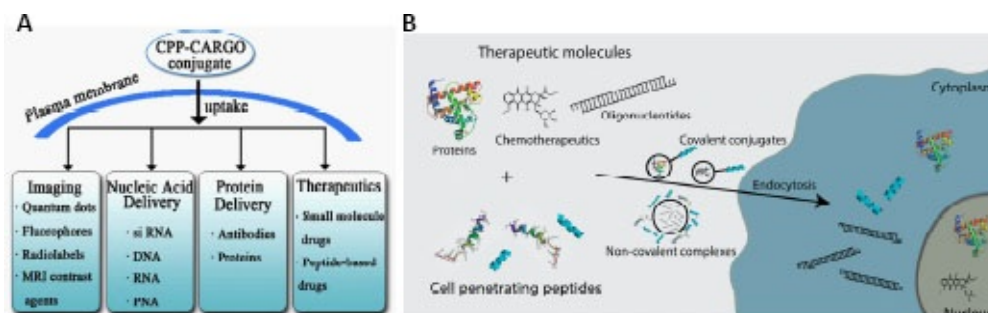 A
CPP-CARGO
conjugate
Plasma membrane
uptake
Imaging
· Quantum dots
· Fluorophores
· Radiolabels
· MRI contrast
agents
Nucleic Acid
Delivery
· si RNA
· DNA
· RNA
· PNA
Protein
Delivery
· Antibodies
· Proteins
Therapeutics
· Small molecule
drugs
· Peptide-based
drugs
B
Therapeutic molecules
Proteins
Chemotherapeutics
Oligonucleotides
+
Cell penetrating peptides
Covalent conjugates
Non-covalent complexes
Endocytosis
Cytoplasm